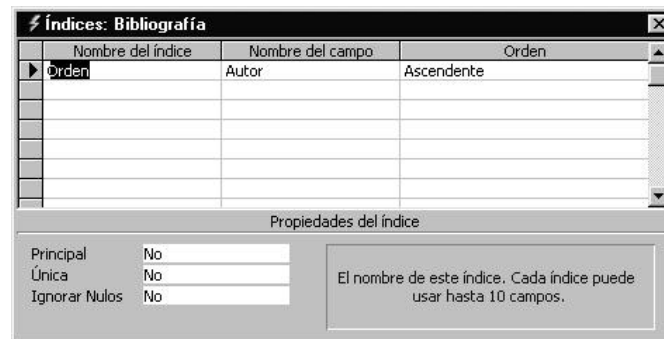 Índices: Bibliografía
Nombre del índice Nombre del campo Orden
Orden Autor Ascendente
Propiedades del índice
Principal No
Única No
Ignorar Nulos No
El nombre de este índice. Cada índice puede
usar hasta 10 campos.